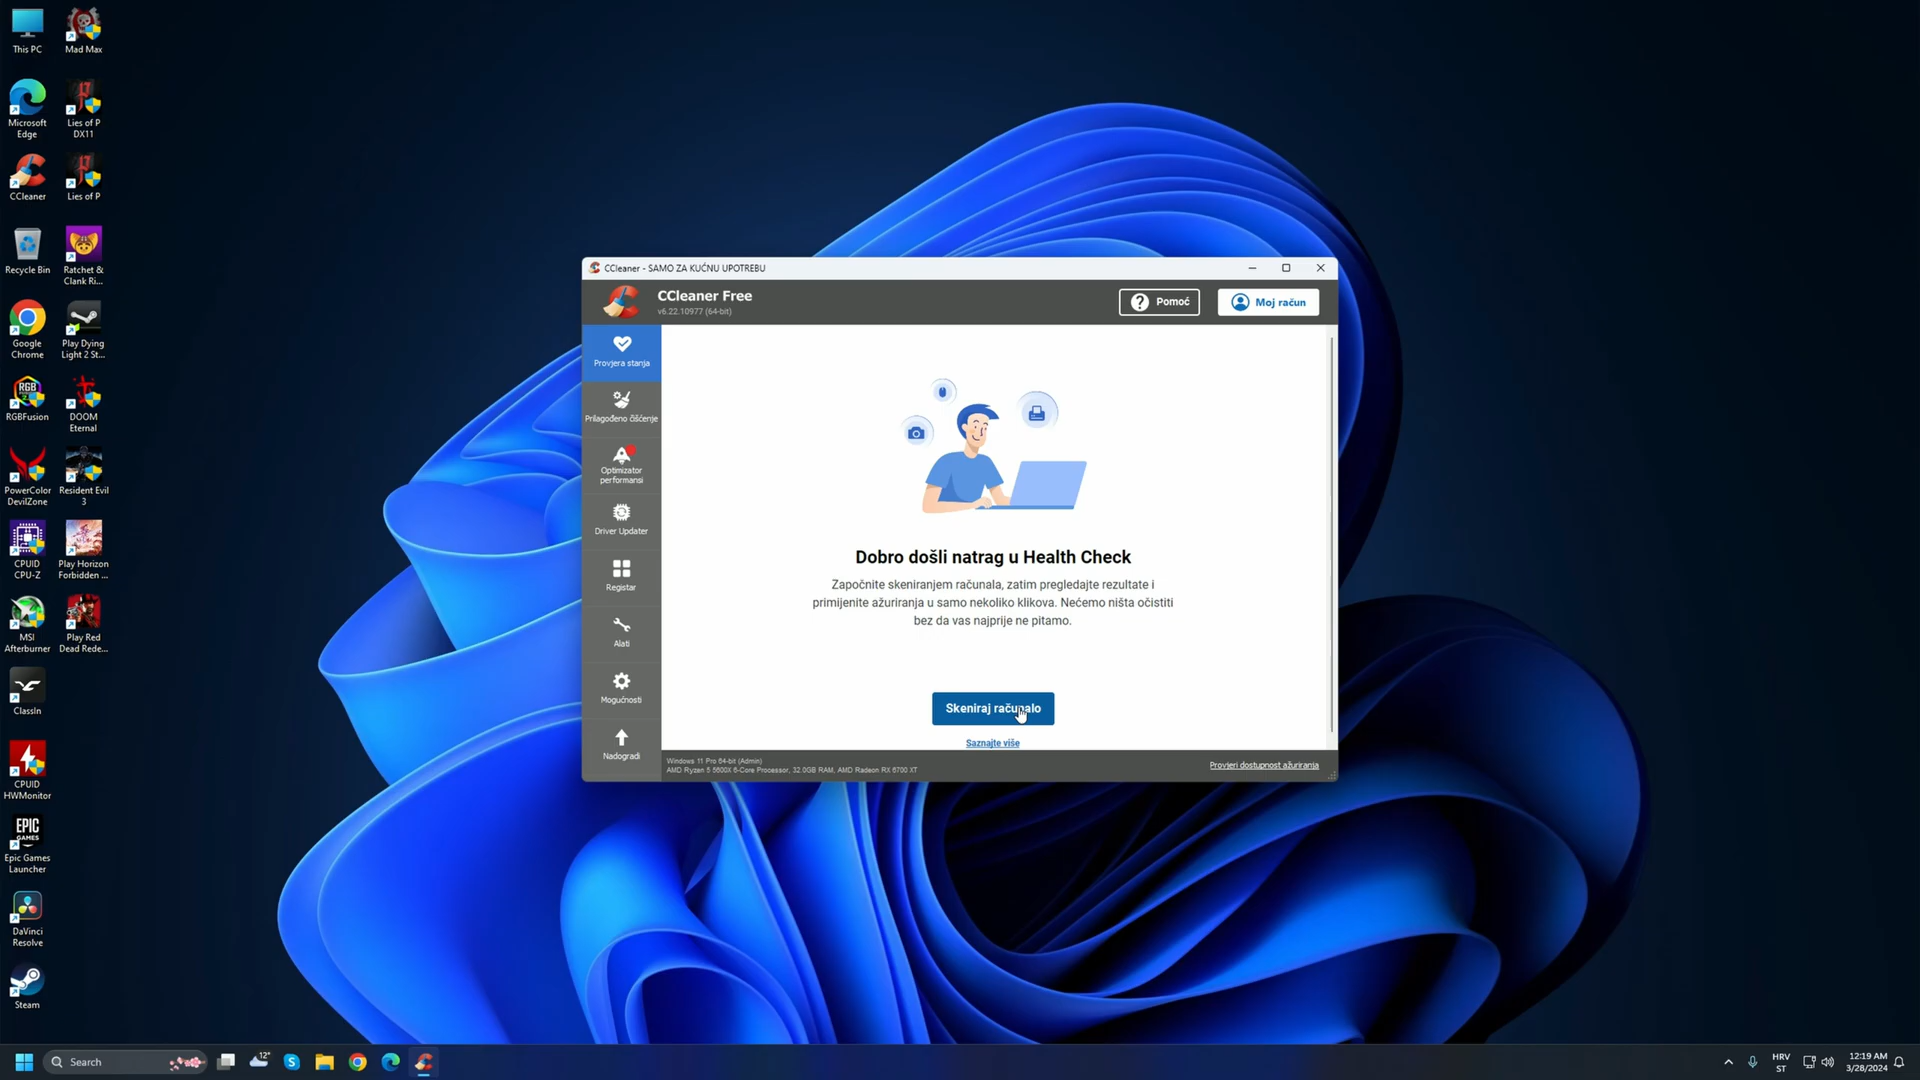 This PC
Mad Max
Microsoft
Edge
Lies of P
DX11
CCleaner
Lies of P
Recycle Bin
Ratchet &
Clank Ri...
Google
Chrome
Play Dying
Light 2 St...
RGBFusion
DOOM
Eternal
PowerColor
DevilZone
Resident Evil
3
CPUID
CPU-Z
Play Horizon
Forbidden ...
MSI
Afterburner
Play Red
Dead Rede...
ClassIn
CPUID
HWMonitor
EPIC
GAMES
Epic Games
Launcher
DaVinci
Resolve
Steam
CCleaner - SAMO ZA KUĆNU UPOTREBU
CCleaner Free
v6.22.10977 (64-bit)
Pomoć
Moj račun
Provjera stanja
Prilagođeno čišćenje
Optimizator
performansi
Driver Updater
Registar
Alati
Mogućnosti
Nadogradi
Dobro došli natrag u Health Check
Započnite skeniranjem računala, zatim pregledajte rezultate i
primijenite ažuriranja u samo nekoliko klikova. Nećemo ništa očistiti
bez da vas najprije ne pitamo.
Skeniraj računalo
Saznajte više
Windows 11 Pro 64-bit (Admin)
AMD Ryzen 5 5600X 6-Core Processor, 32.0GB RAM, AMD Radeon RX 6700 XT
Provjeri dostupnost ažuriranja
Search
12°
HRV
ST
12:19 AM
3/28/2024